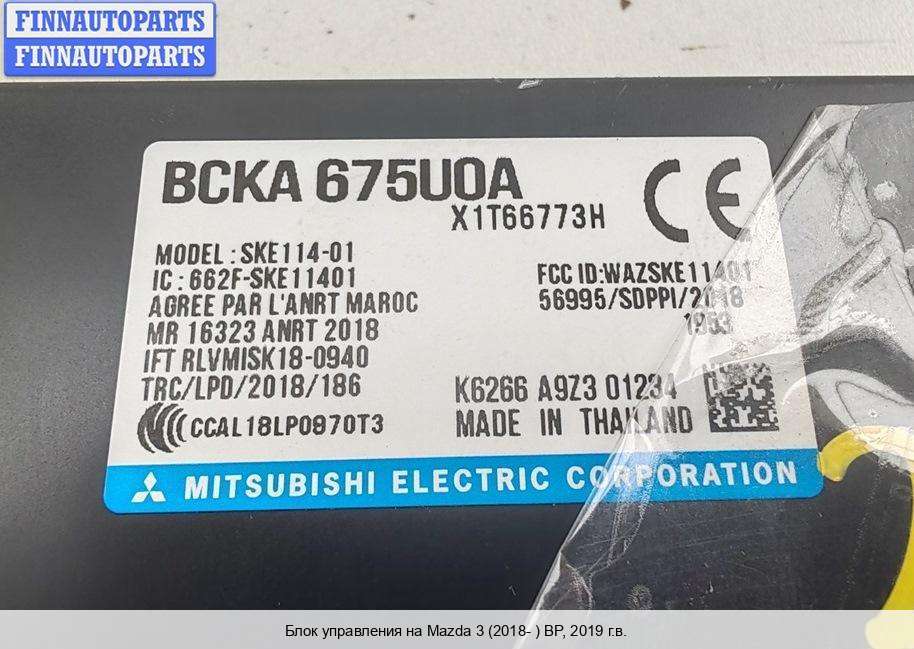 FINNAUTOPARTS
FINNAUTOPARTS
BCKA 675U0A
X1T66773H
CE
MODEL : SKE114-01
IC : 662F-SKE11401
FCC ID:WAZSKE11401
AGREE PAR L'ANRT MAROC
56995/SDPPI/2018
MR 16323 ANRT 2018
1953
IFT RLVMISK18-0940
TRC/LPD/2018/186
K6266 A9Z3 01234
CCAL18LP0870T3
MADE IN THAILAND
MITSUBISHI ELECTRIC CORPORATION
Блок управления на Mazda 3 (2018- ) BP, 2019 г.в.